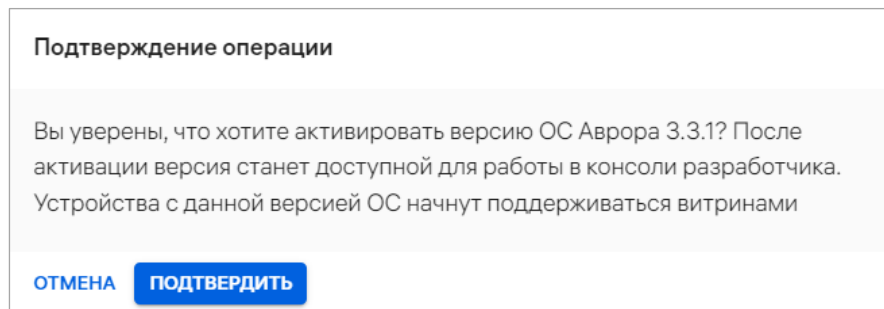 Подтверждение операции
Вы уверены, что хотите активировать версию ОС Аврора 3.3.1? После
активации версия станет доступной для работы в консоли разработчика.
Устройства с данной версией ОС начнут поддерживаться витринами
ОТМЕНА ПОДТВЕРДИТЬ